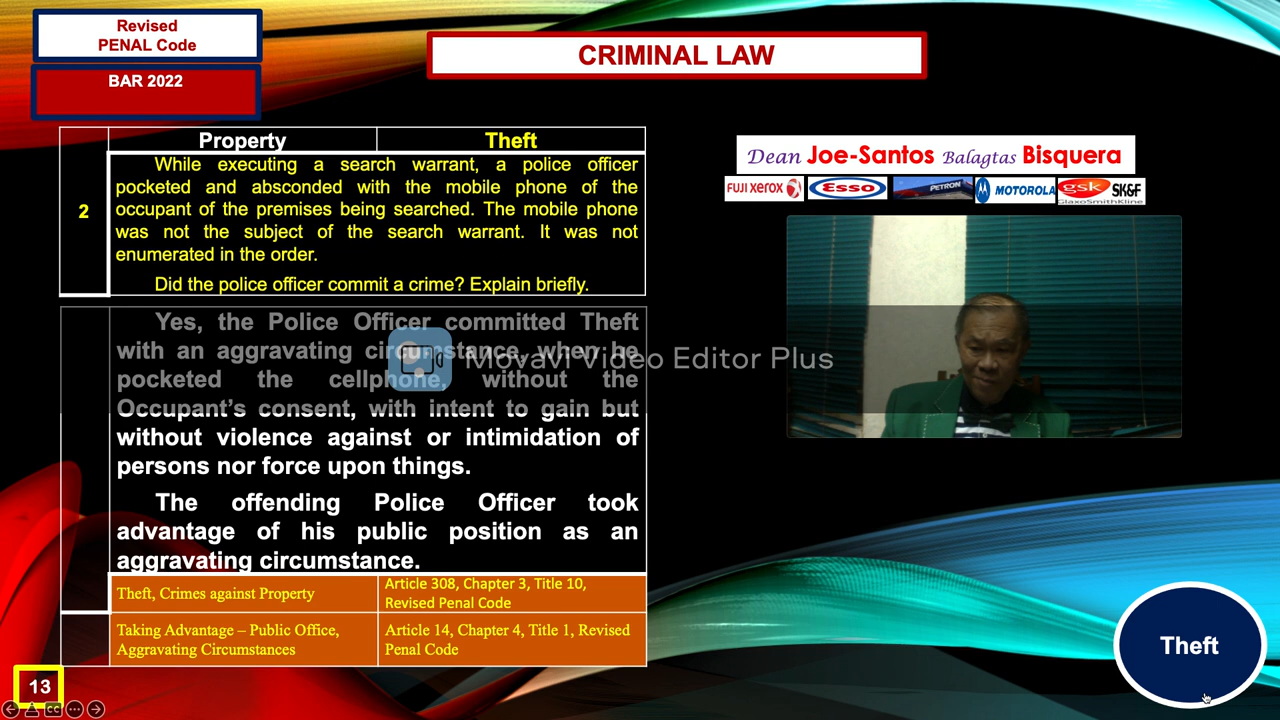 Revised
PENAL Code
BAR 2022
CRIMINAL LAW
Property Theft
2
While executing a search warrant, a police officer
pocketed and absconded with the mobile phone of the
occupant of the premises being searched. The mobile phone
was not the subject of the search warrant. It was not
enumerated in the order.
Did the police officer commit a crime? Explain briefly.
Yes, the Police Officer committed Theft
with an aggravating circumstance, when he
pocketed the cellphone, without the
Occupant's consent, with intent to gain but
without violence against or intimidation of
persons nor force upon things.
The offending Police Officer took
advantage of his public position as an
aggravating circumstance.
Theft, Crimes against Property
Article 308, Chapter 3, Title 10,
Revised Penal Code
Taking Advantage – Public Office,
Aggravating Circumstances
Article 14, Chapter 4, Title 1, Revised
Penal Code
13
CC
Movavi Video Editor Plus
Dean Joe-Santos Balagtas Bisquera
FUJI XEROX
Esso
PETRON
MOTOROLA
gsk
GlaxoSmithKline
SK&F
Theft